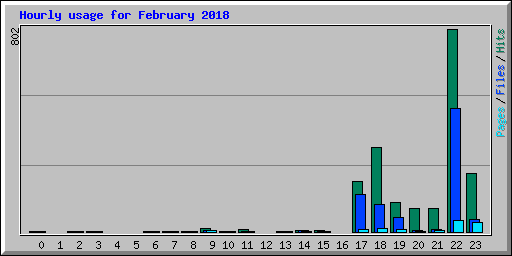 Hourly usage for February 2018
802
Pages / Files / Hits
0 1 2 3 4 5 6 7 8 9 10 11 12 13 14 15 16 17 18 19 20 21 22 23